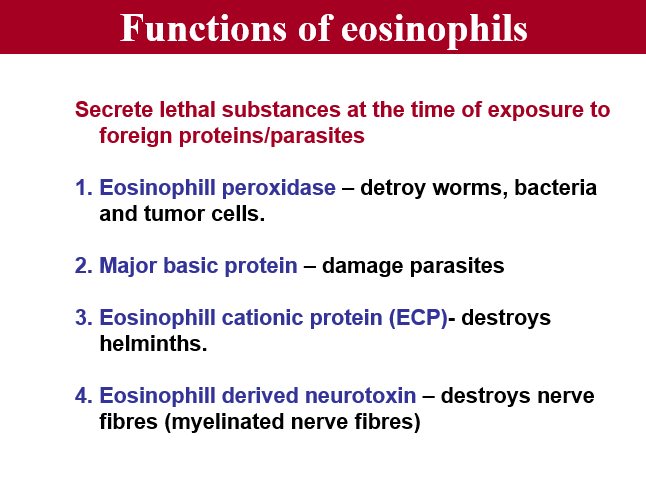 Functions of eosinophils
Secrete lethal substances at the time of exposure to
foreign proteins/parasites
1. Eosinophill peroxidase – detroy worms, bacteria
and tumor cells.
2. Major basic protein – damage parasites
3. Eosinophill cationic protein (ECP)- destroys
helminths.
4. Eosinophill derived neurotoxin – destroys nerve
fibres (myelinated nerve fibres)